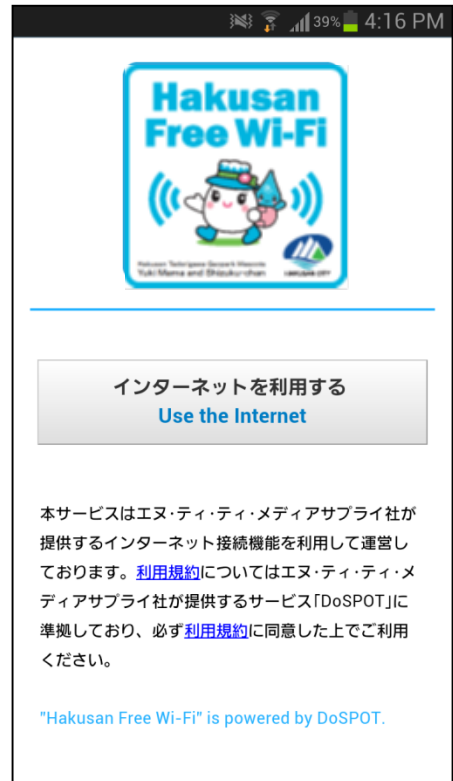 39% 4:16 PM
Hakusan
Free Wi-Fi
Hakusan Tedorigawa Geopark Mascots
Yuki Mama and Shizuku-chan
HAKUSAN CITY
インターネットを利用する
Use the Internet
本サービスはエヌ･ティ･ティ･メディアサプライ社が
提供するインターネット接続機能を利用して運営し
ております。利用規約についてはエヌ･ティ･ティ･メ
ディアサプライ社が提供するサービス｢DoSPOT｣に
準拠しており、必ず利用規約に同意した上でご利用
ください。
"Hakusan Free Wi-Fi" is powered by DoSPOT.